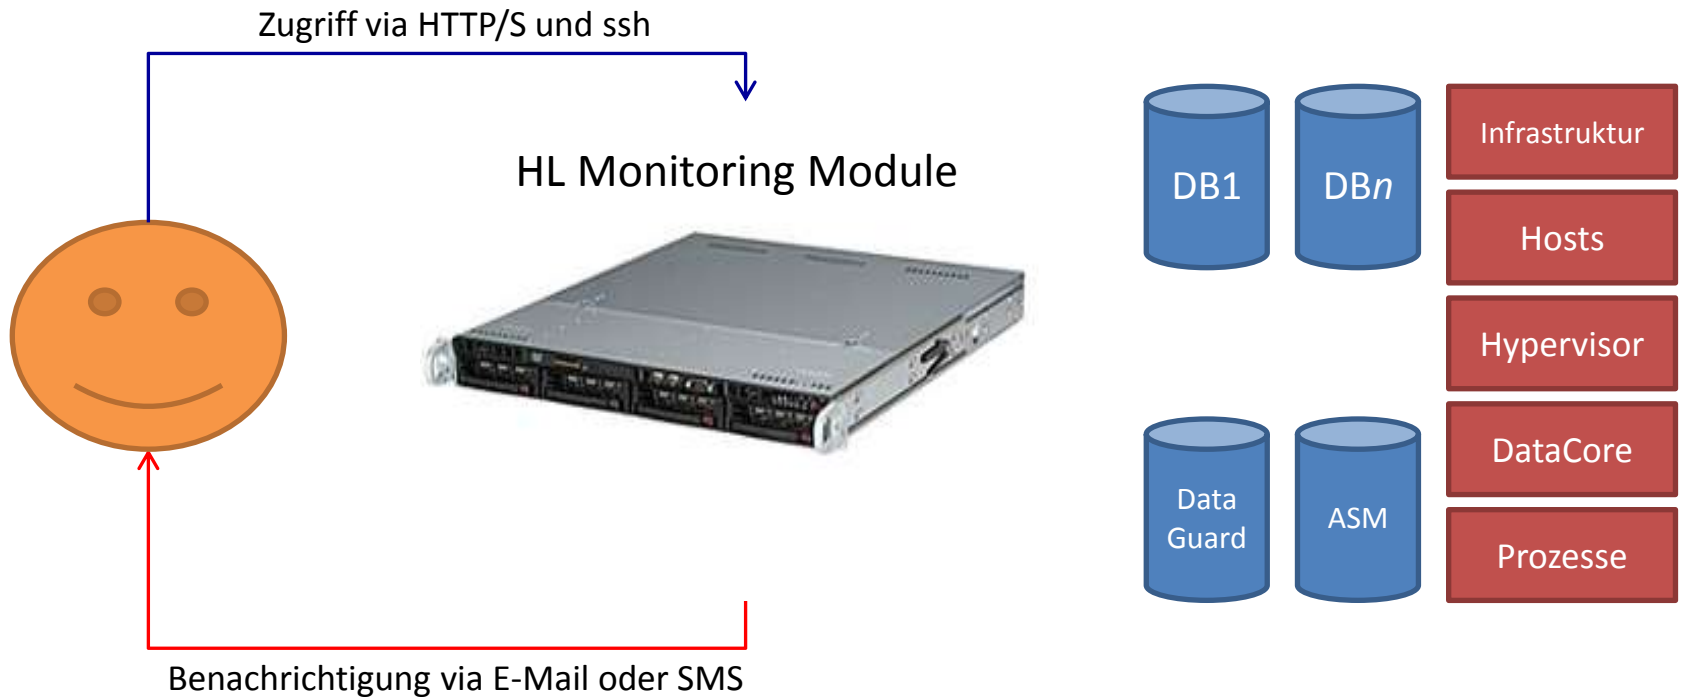 Zugriff via HTTP/S und ssh
HL Monitoring Module
DB1
DBn
Data
Guard
ASM
Infrastruktur
Hosts
Hypervisor
DataCore
Prozesse
Benachrichtigung via E-Mail oder SMS